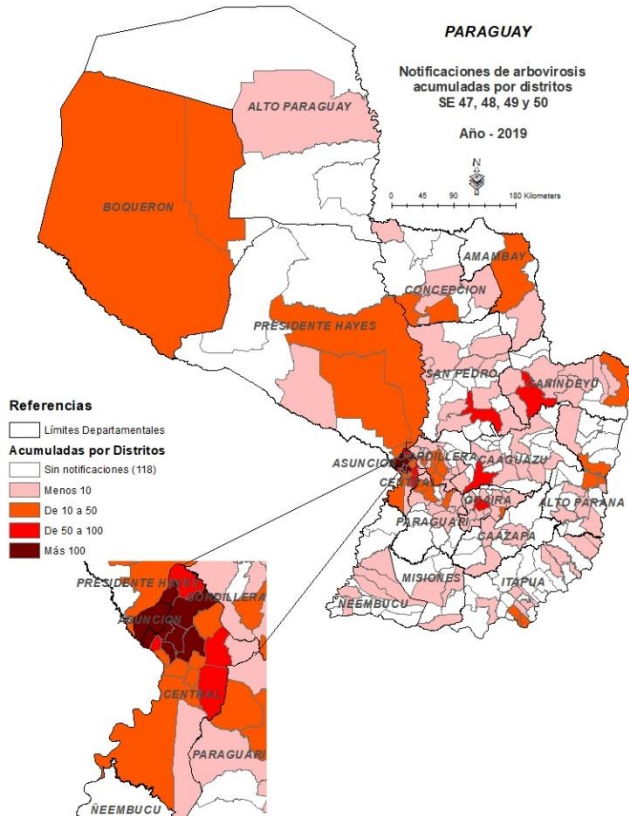 PARAGUAY
Notificaciones de arbovirosis
acumuladas por distritos
SE 47, 48, 49 y 50
Año - 2019
N
0 45 90 180 Kilometers
ALTO PARAGUAY
BOQUERON
AMAMBAY
CONCEPCION
PRESIDENTE HAYES
SAN PEDRO
CANINDEYU
ASUNCION
CORDILLERA
CAAGUAZU
CENTRAL
GUAIRA
ALTO PARANA
PARAGUARI
CAAZAPA
MISIONES
ITAPUA
ÑEEMBUCU
Referencias
Límites Departamentales
Acumuladas por Distritos
Sin notificaciones (118)
Menos 10
De 10 a 50
De 50 a 100
Más 100
PRESIDENTE HAYES
CORDILLERA
ASUNCION
CENTRAL
PARAGUARI
ÑEEMBUCU